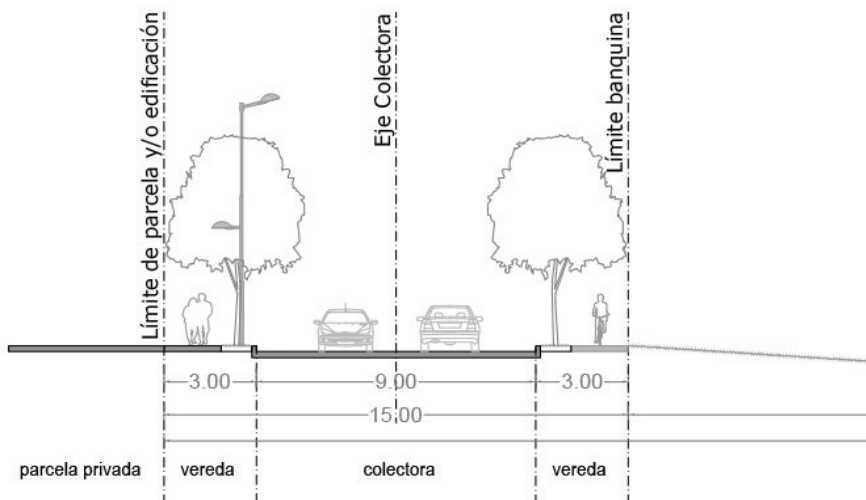 Límite de parcela y/o edificación
Eje Colectora
Límite banquina
3.00
9.00
3.00
15.00
parcela privada
vereda
colectora
vereda